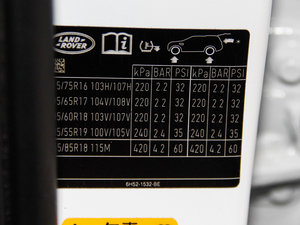 LAND
ROVER
kPa BAR PSI kPa BAR PSI
5/75R16 103H/107H 220 2.2 32 220 2.2 32
5/65R17 104V/108V 220 2.2 32 220 2.2 32
5/60R18 103V/107V 220 2.2 32 220 2.2 32
5/55R19 100V/105V 240 2.4 35 240 2.4 35
5/85R18 115M 420 4.2 60 420 4.2 60
6H52-1532-BE